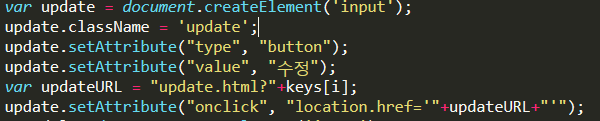 var update = document.createElement('input');
update.className = 'update';
update.setAttribute("type", "button");
update.setAttribute("value", "수정");
var updateURL = "update.html?"+keys[i];
update.setAttribute("onclick", "location.href='"+updateURL+"'");